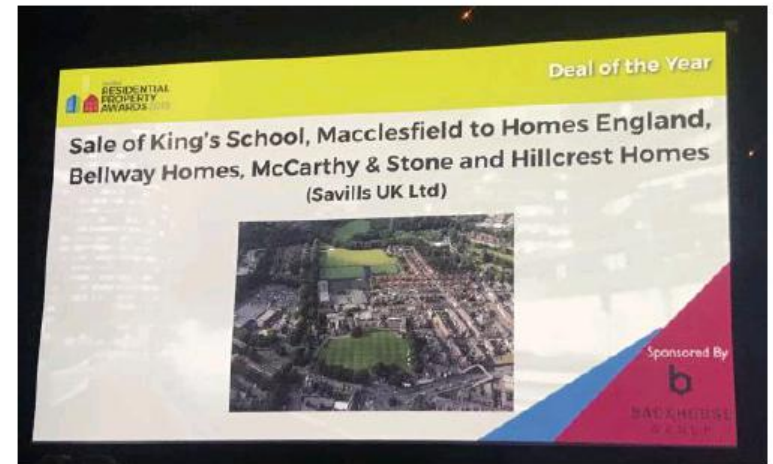 RESIDENTIAL
PROPERTY
AWARDS
Deal of the Year
Sale of King's School, Macclesfield to Homes England,
Bellway Homes, McCarthy & Stone and Hillcrest Homes
(Savills UK Ltd)
Sponsored By
b
BACKHOUSE
GROUP